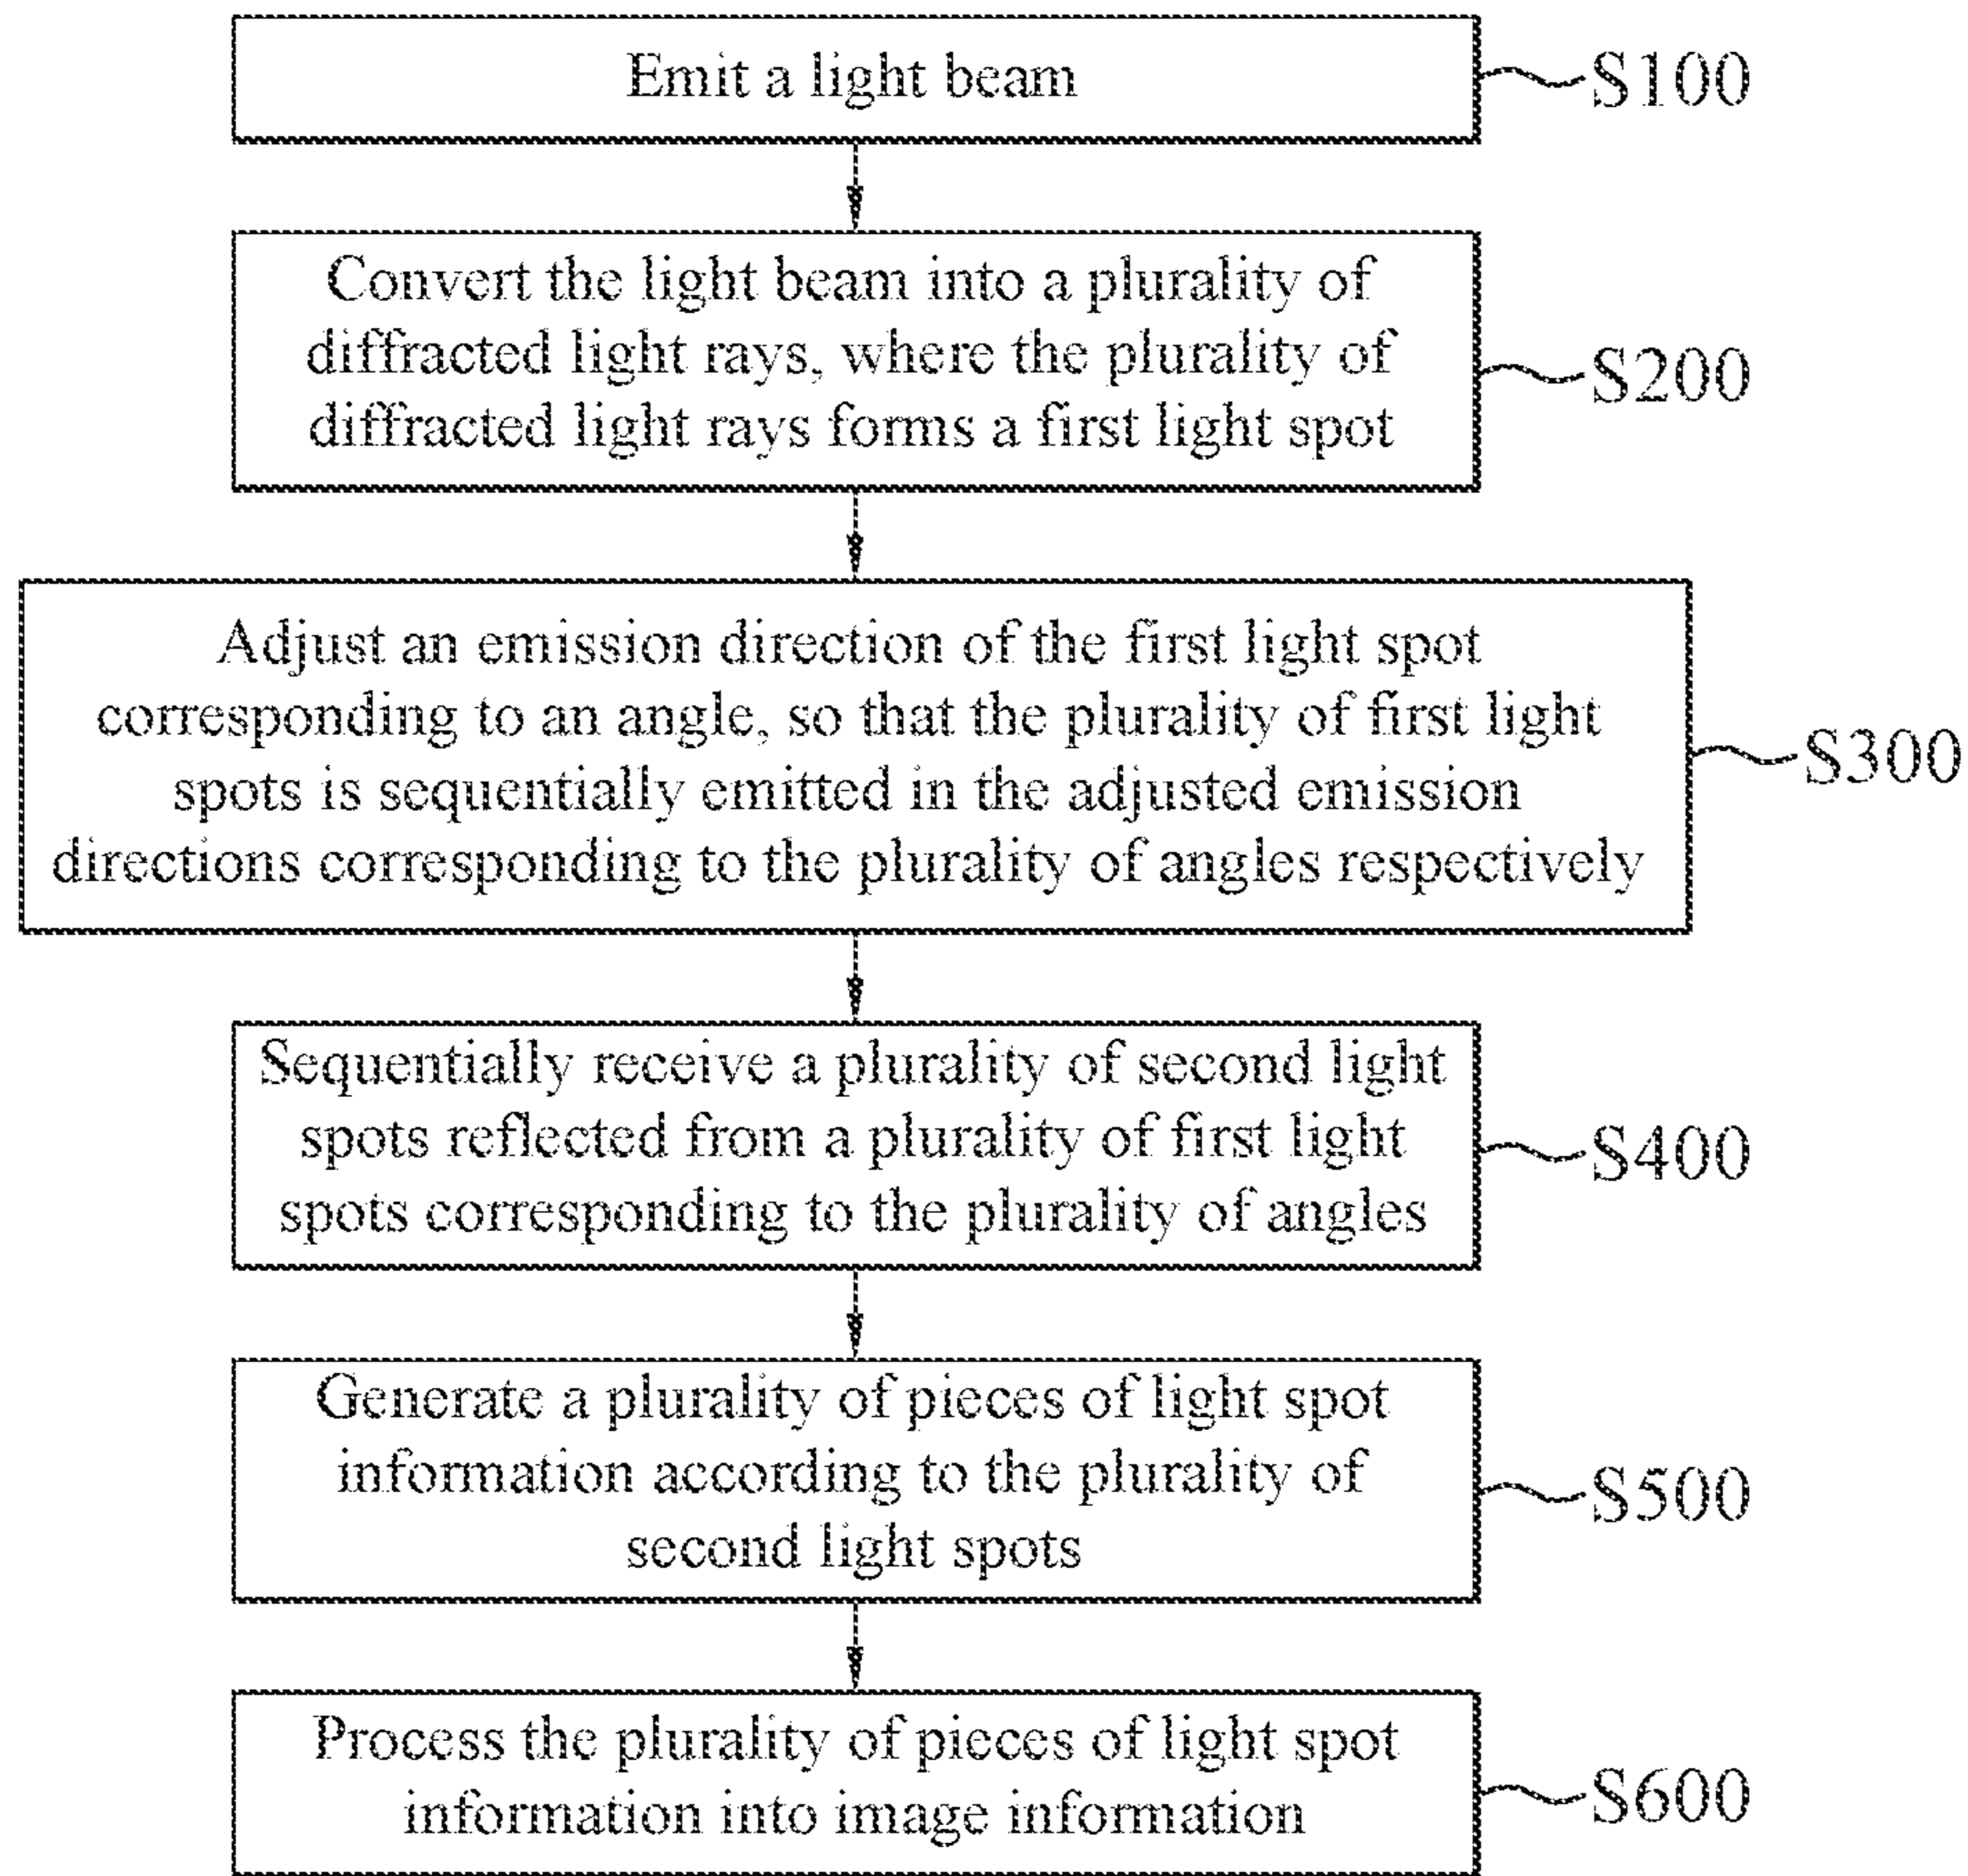 Emit a light beam
S100
Convert the light beam into a plurality of
diffracted light rays, where the plurality of
diffracted light rays forms a first light spot
S200
Adjust an emission direction of the first light spot
corresponding to an angle, so that the plurality of first light
spots is sequentially emitted in the adjusted emission
directions corresponding to the plurality of angles respectively
S300
Sequentially receive a plurality of second light
spots reflected from a plurality of first light
spots corresponding to the plurality of angles
S400
Generate a plurality of pieces of light spot
information according to the plurality of
second light spots
S500
Process the plurality of pieces of light spot
information into image information
S600